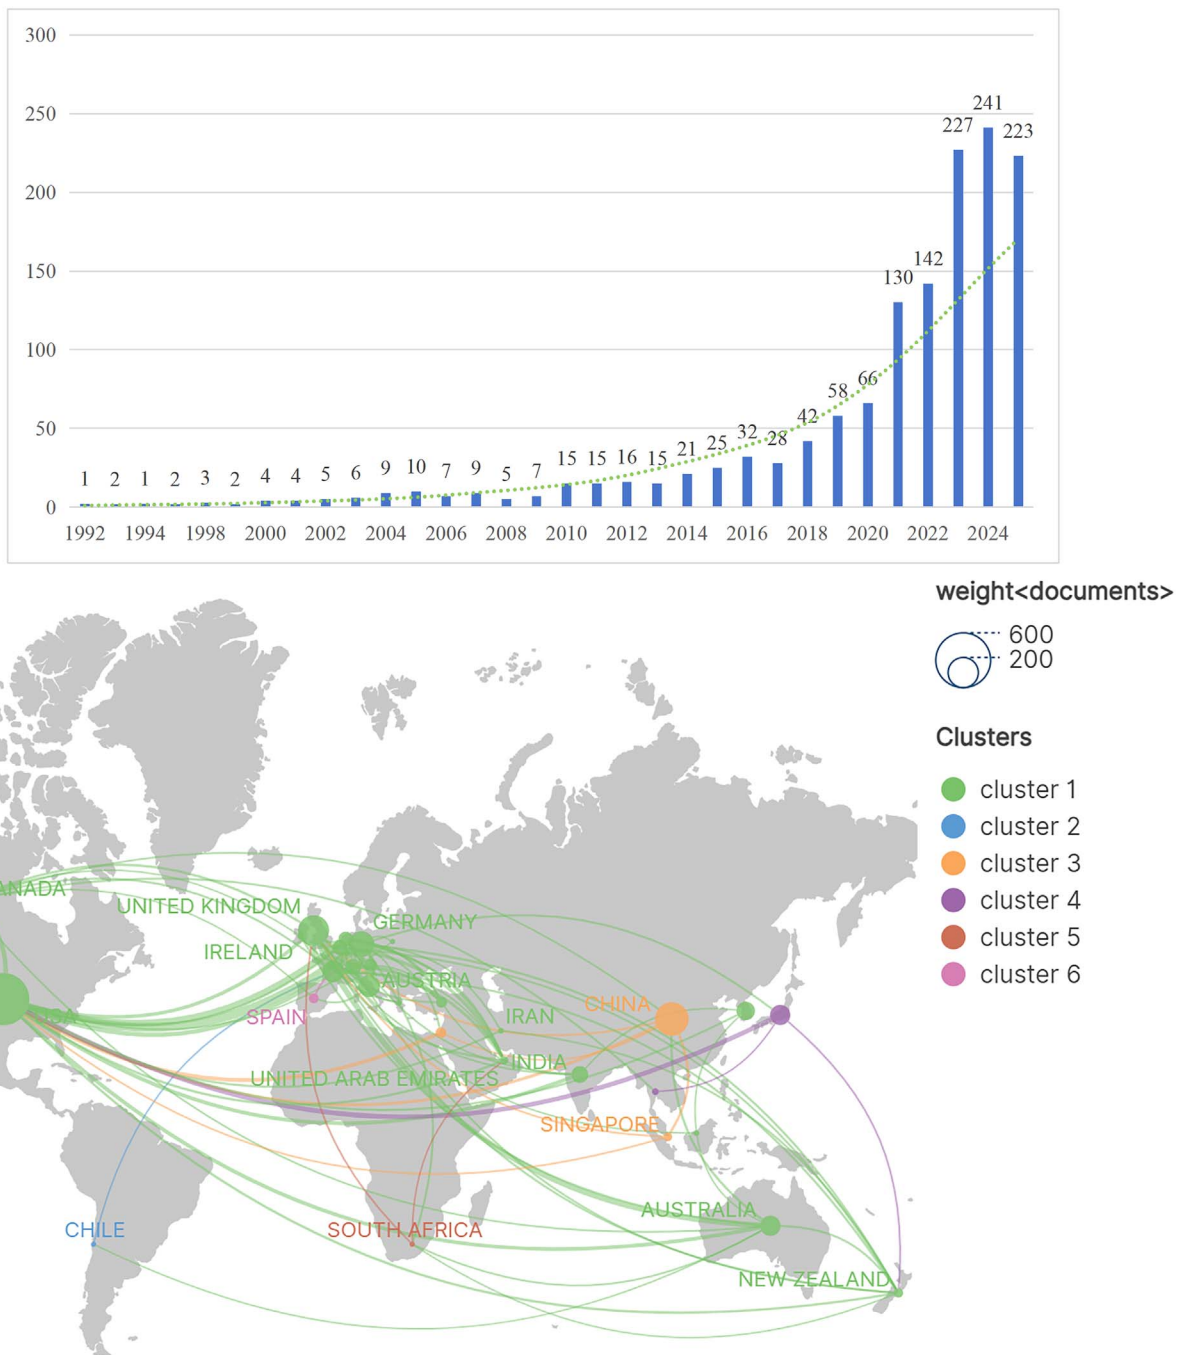 300
250
200
150
100
50
0
1 2 1 2 3 2 4 4 5 6 9 10 7 9 5 7 15 15 16 15 21 25 32 28 42 58 66 130 142 227 241 223
1992 1994 1998 2000 2002 2004 2006 2008 2010 2012 2014 2016 2018 2020 2022 2024
weight<documents>
600
200
Clusters
cluster 1
cluster 2
cluster 3
cluster 4
cluster 5
cluster 6
ANADA
UNITED KINGDOM
GERMANY
IRELAND
AUSTRIA
CHINA
USA
SPAIN
IRAN
INDIA
UNITED ARAB EMIRATES
SINGAPORE
AUSTRALIA
CHILE
SOUTH AFRICA
NEW ZEALAND